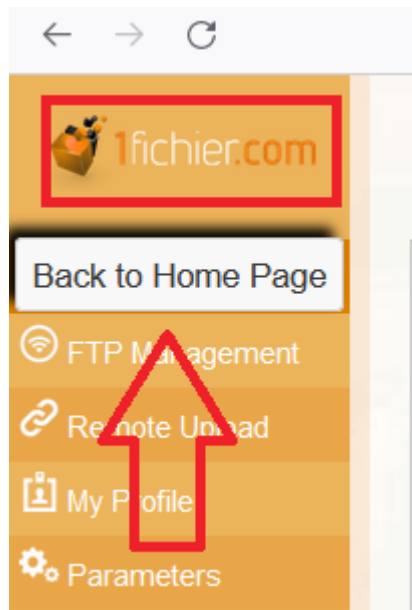 1fichier.com
Back to Home Page
FTP Management
Remote Upload
My Profile
Parameters